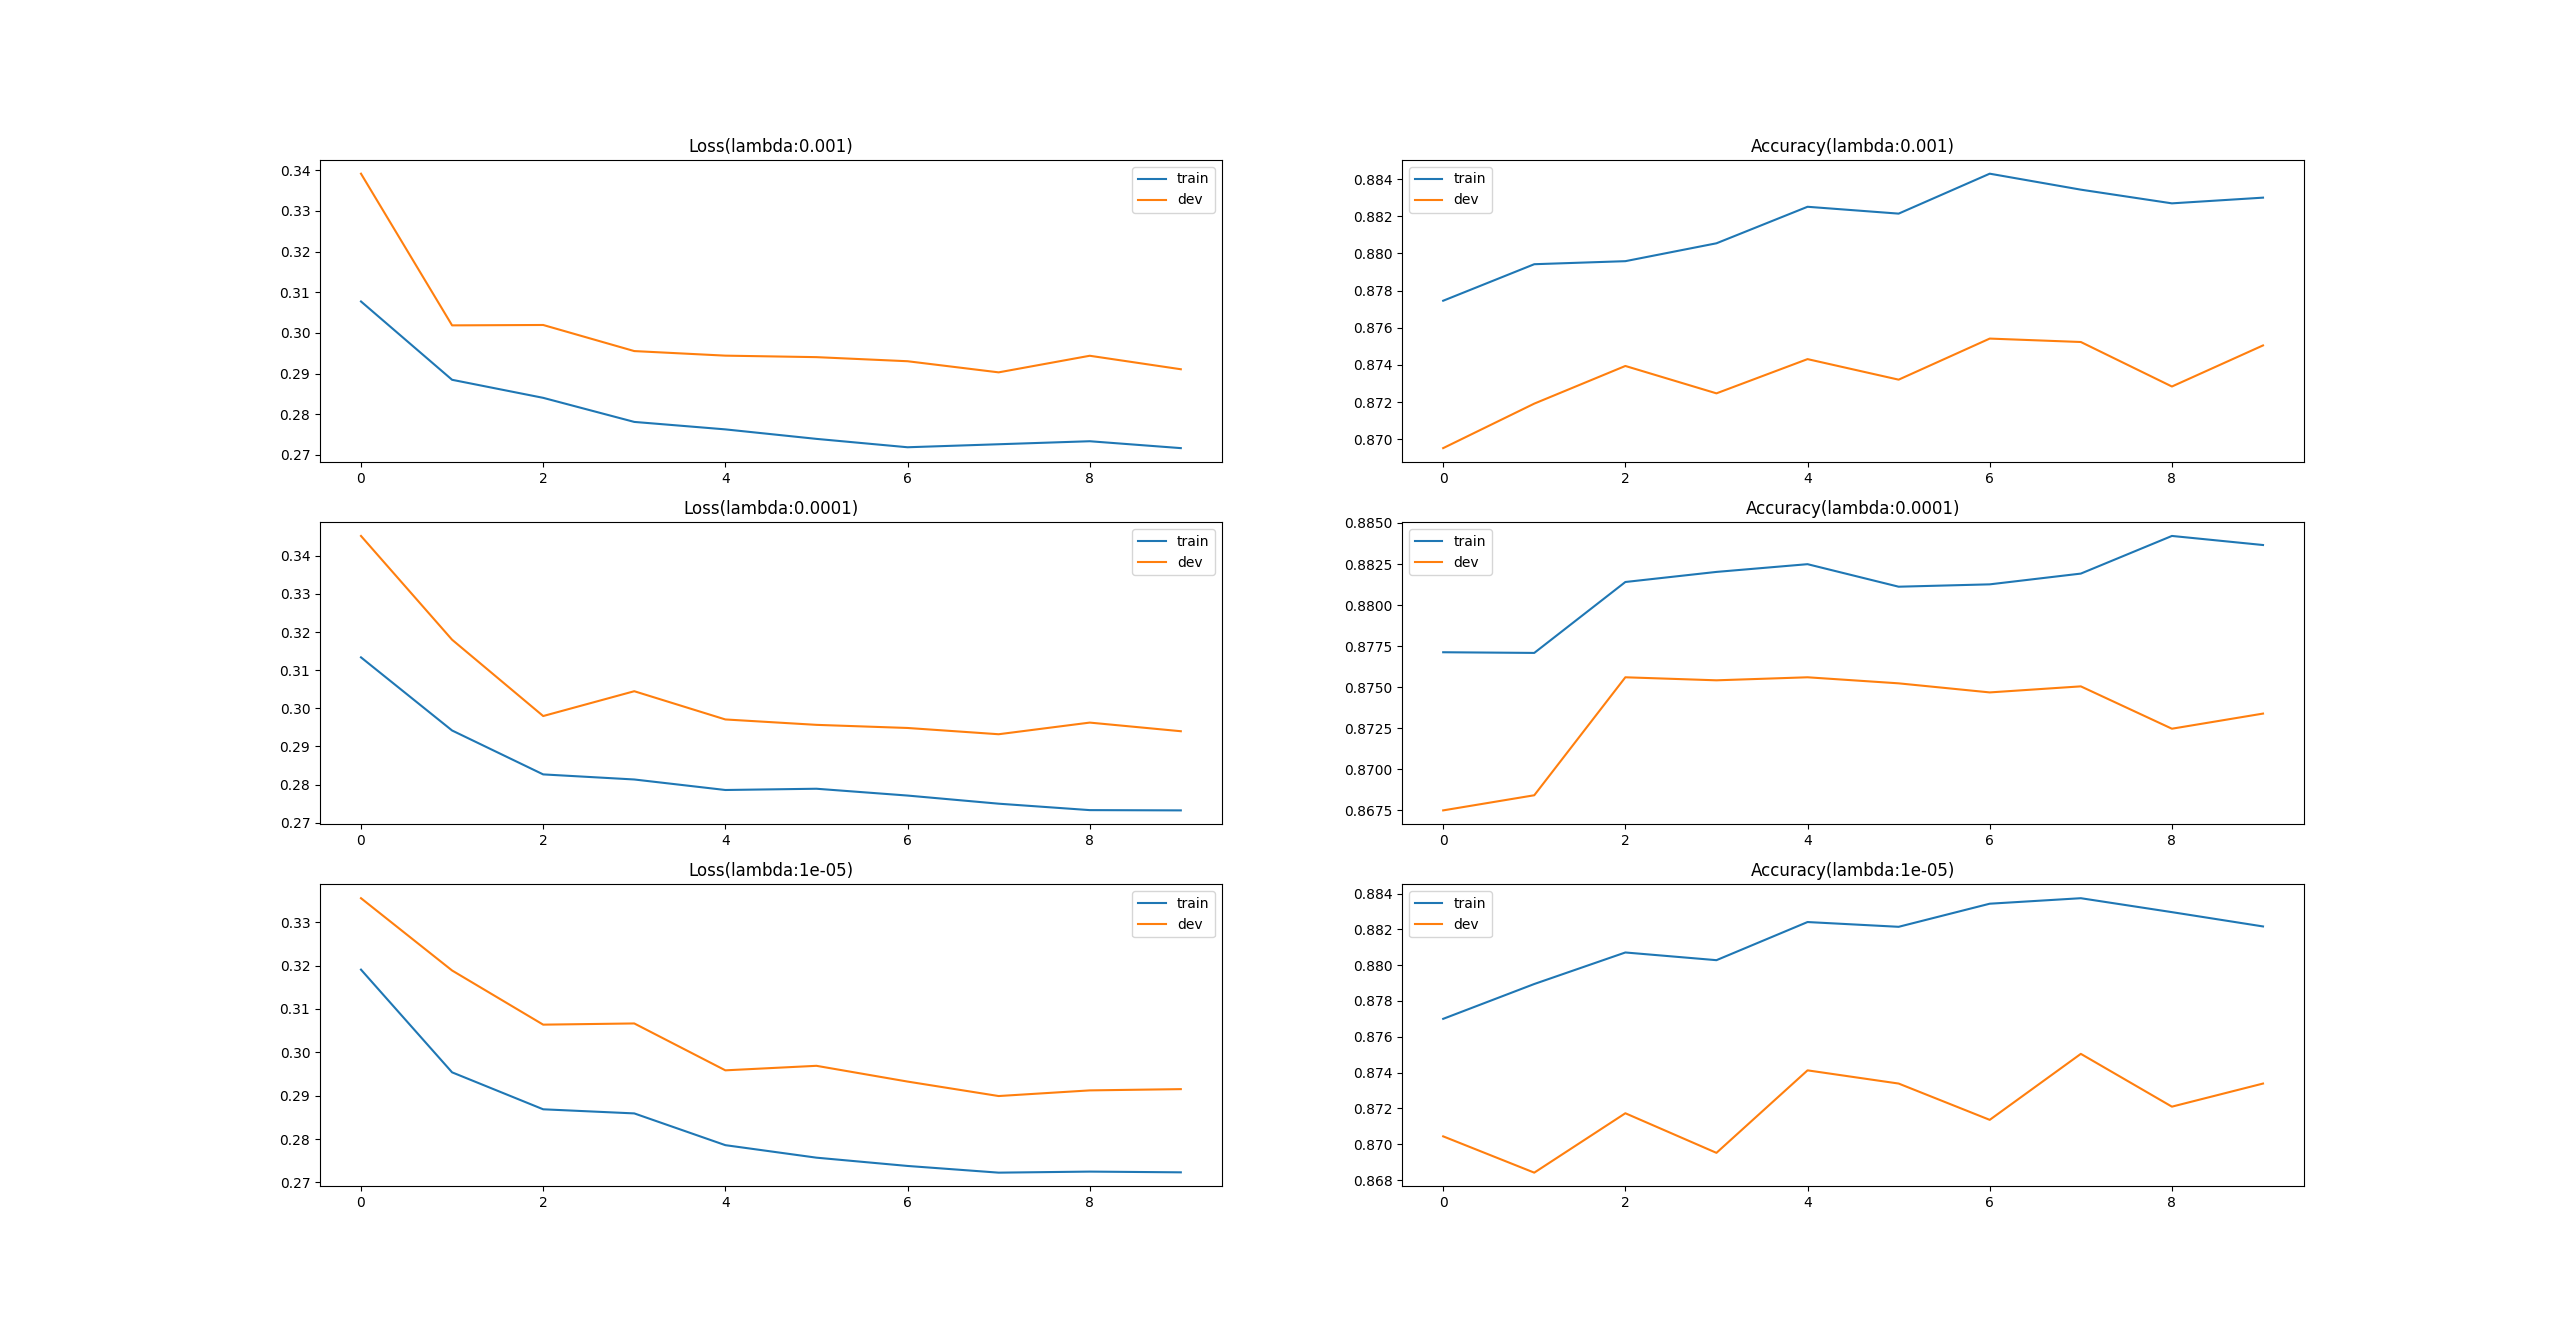 Loss(lambda:0.001)
0.34
0.33
0.32
0.31
0.30
0.29
0.28
0.27
0 2 4 6 8
train
dev
Accuracy(lambda:0.001)
0.884
0.882
0.880
0.878
0.876
0.874
0.872
0.870
0 2 4 6 8
train
dev
Loss(lambda:0.0001)
0.34
0.33
0.32
0.31
0.30
0.29
0.28
0.27
0 2 4 6 8
train
dev
Accuracy(lambda:0.0001)
0.8850
0.8825
0.8800
0.8775
0.8750
0.8725
0.8700
0.8675
0 2 4 6 8
train
dev
Loss(lambda:1e-05)
0.33
0.32
0.31
0.30
0.29
0.28
0.27
0 2 4 6 8
train
dev
Accuracy(lambda:1e-05)
0.884
0.882
0.880
0.878
0.876
0.874
0.872
0.870
0.868
0 2 4 6 8
train
dev